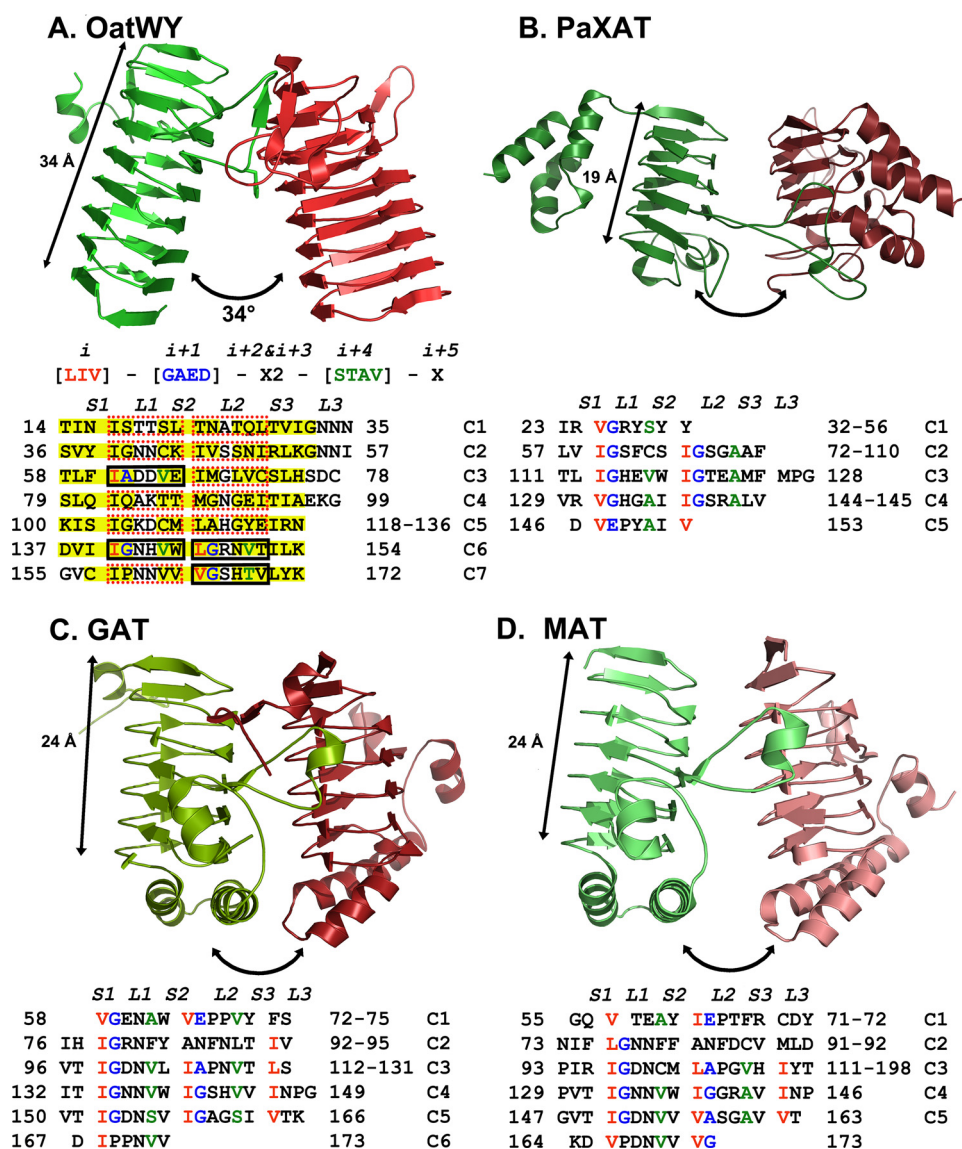 A. OatWY
B. PaXAT
34 Å
19 Å
34°
i i+1 i+2&i+3 i+4 i+5
[LIV] - [GAED] - X2 - [STAV] - X
S1 L1 S2 L2 S3 L3
14 TIN ISTTSL TNATQLTVIGNNN 35 C1
36 SVY IGNNCK IVSSNIRLKGNNI 57 C2
58 TLF IADDVE IMGLVCSLHSDC 78 C3
79 SLQ IQAKTT MGNGEITIAEKG 99 C4
100 KIS IGKDCM LAHGYEIRN 118-136 C5
137 DVI IGNHVW LGRNVTILK 154 C6
155 GVC IPNNVV VGSHTVLYK 172 C7
S1 L1 S2 L2 S3 L3
23 IR VGRYSY Y 32-56 C1
57 LV IGSFCS IGSGAAF 72-110 C2
111 TL IGHEVW IGTEAMF MPG 128 C3
129 VR VGHGAI IGSRALV 144-145 C4
146 D VEPYAI V 153 C5
C. GAT
D. MAT
24 Å
24 Å
S1 L1 S2 L2 S3 L3
58 VGENAW VEPPVY FS 72-75 C1
76 IH IGRNFY ANFNLT IV 92-95 C2
96 VT IGDNVL IAPNVT LS 112-131 C3
132 IT IGNNVW IGSHVV INPG 149 C4
150 VT IGDNSV IGAGSI VTK 166 C5
167 D IPPNVV 173 C6
S1 L1 S2 L2 S3 L3
55 GQ V TEAY IEPTFR CDY 71-72 C1
73 NIF LGNNFF ANFDCV MLD 91-92 C2
93 PIR IGDNCM LAPGVH IYT 111-198 C3
129 PVT IGNNVW IGGRAV INP 146 C4
147 GVT IGDNVV VASGAV VT 163 C5
164 KD VPDNVV VG 173